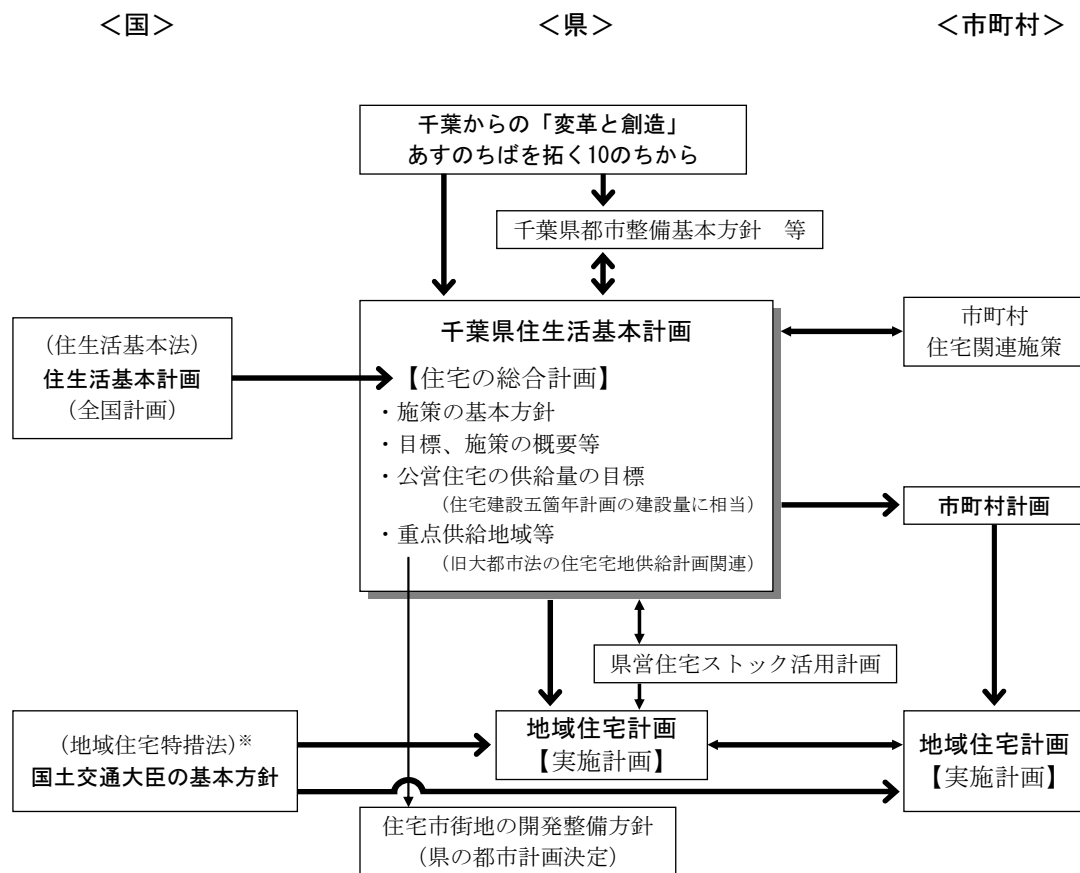 ＜国＞
＜県＞
＜市町村＞
千葉からの「変革と創造」
あすのちばを拓く10のちから
千葉県都市整備基本方針　等
（住生活基本法）
住生活基本計画
（全国計画）
千葉県住生活基本計画
【住宅の総合計画】
・施策の基本方針
・目標、施策の概要等
・公営住宅の供給量の目標
（住宅建設五箇年計画の建設量に相当）
・重点供給地域等
（旧大都市法の住宅宅地供給計画関連）
市町村
住宅関連施策
市町村計画
県営住宅ストック活用計画
（地域住宅特措法）※
国土交通大臣の基本方針
地域住宅計画
【実施計画】
地域住宅計画
【実施計画】
住宅市街地の開発整備方針
（県の都市計画決定）